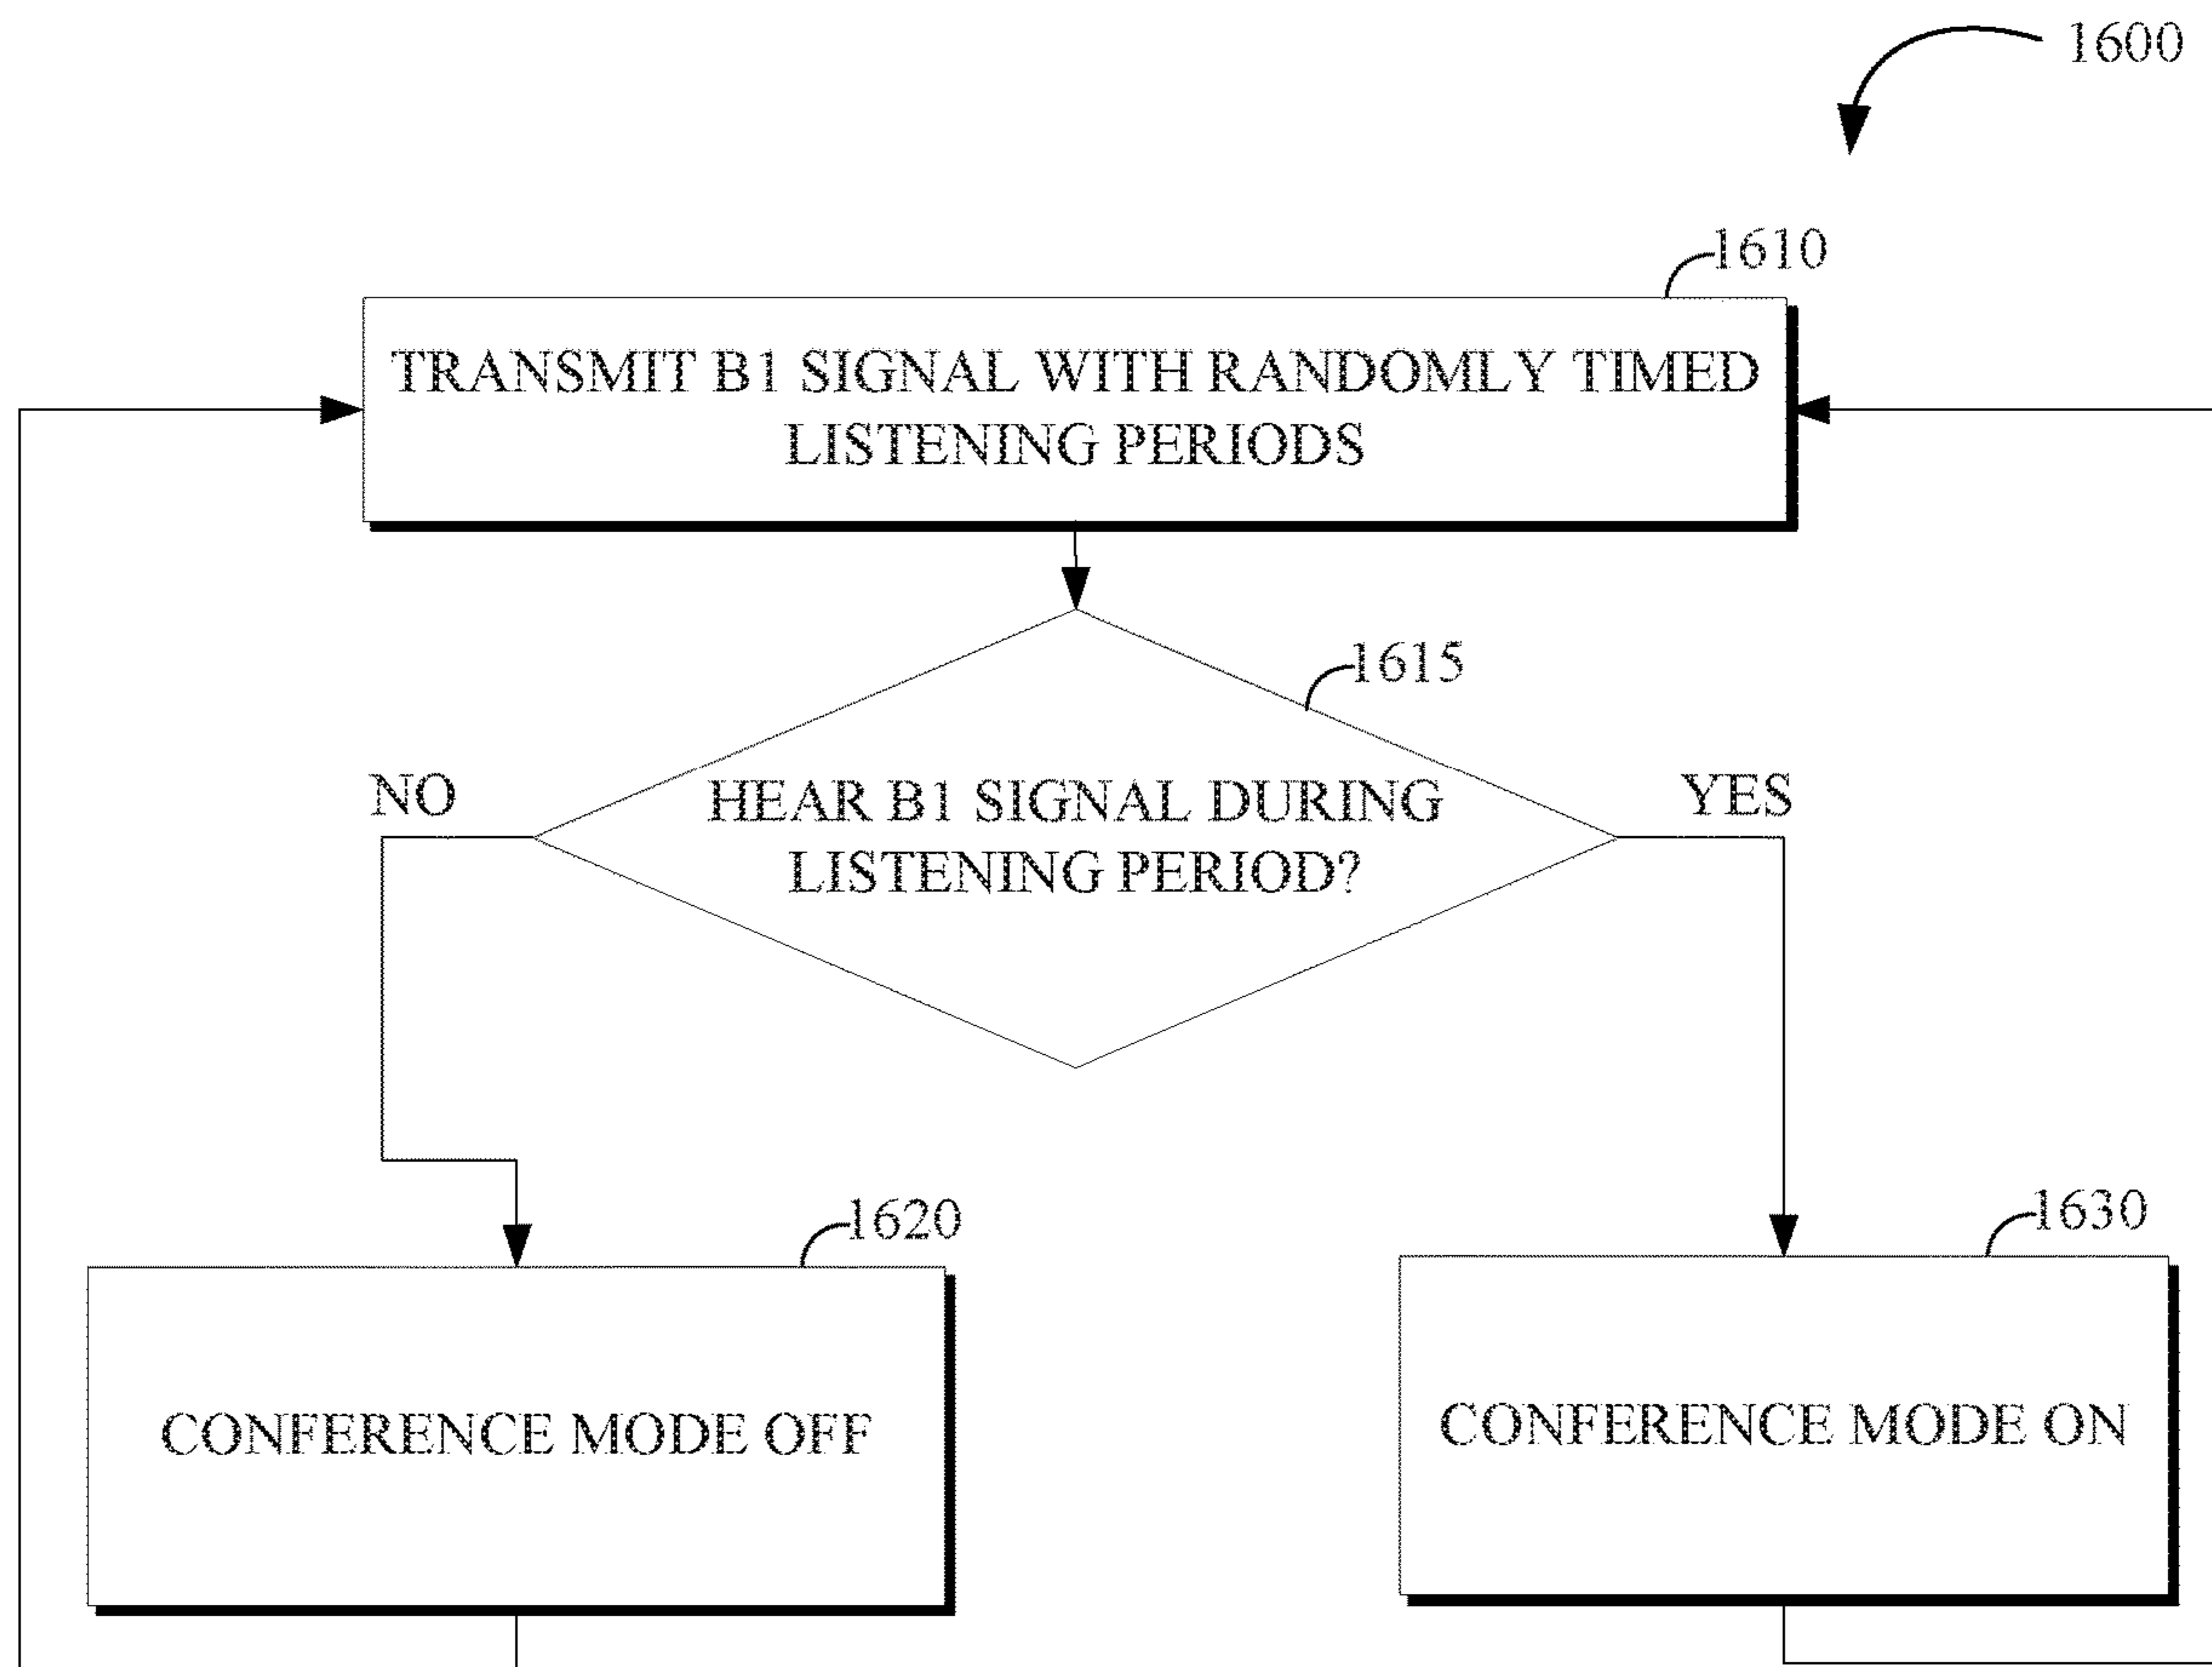 1600
1610
TRANSMIT B1 SIGNAL WITH RANDOMLY TIMED
LISTENING PERIODS
1615
NO
HEAR B1 SIGNAL DURING
LISTENING PERIOD?
YES
1620
1630
CONFERENCE MODE OFF
CONFERENCE MODE ON